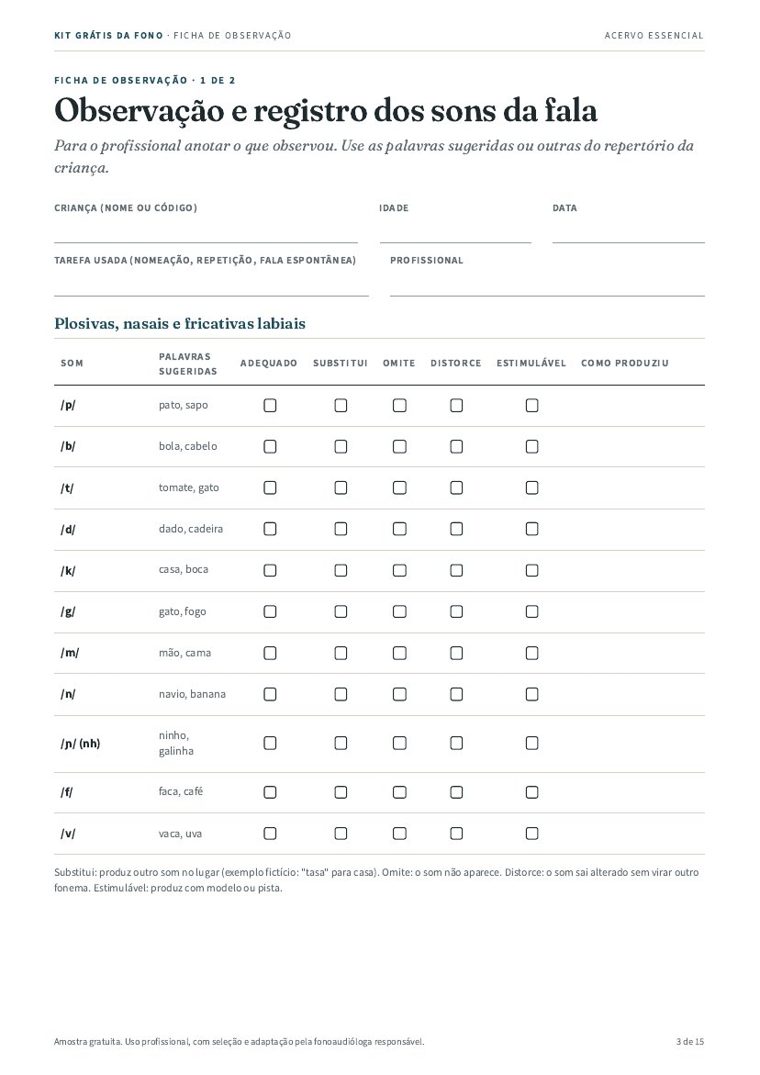 KIT GRÁTIS DA FONO · FICHA DE OBSERVAÇÃO ACERVO ESSENCIAL
FICHA DE OBSERVAÇÃO · 1 DE 2
Observação e registro dos sons da fala
Para o profissional anotar o que observou. Use as palavras sugeridas ou outras do repertório da
criança.
CRIANÇA (NOME OU CÓDIGO) IDADE DATA
TAREFA USADA (NOMEAÇÃO, REPETIÇÃO, FALA ESPONTÂNEA) PROFISSIONAL
Plosivas, nasais e fricativas labiais
SOM PALAVRAS SUGERIDAS ADEQUADO SUBSTITUI OMITE DISTORCE ESTIMULÁVEL COMO PRODUZIU
/p/ pato, sapo
/b/ bola, cabelo
/t/ tomate, gato
/d/ dado, cadeira
/k/ casa, boca
/g/ gato, fogo
/m/ mão, cama
/n/ navio, banana
/ɲ/ (nh) ninho, galinha
/f/ faca, café
/v/ vaca, uva
Substitui: produz outro som no lugar (exemplo fictício: "tasa" para casa). Omite: o som não aparece. Distorce: o som sai alterado sem virar outro
fonema. Estimulável: produz com modelo ou pista.
Amostra gratuita. Uso profissional, com seleção e adaptação pela fonoaudióloga responsável. 3 de 15